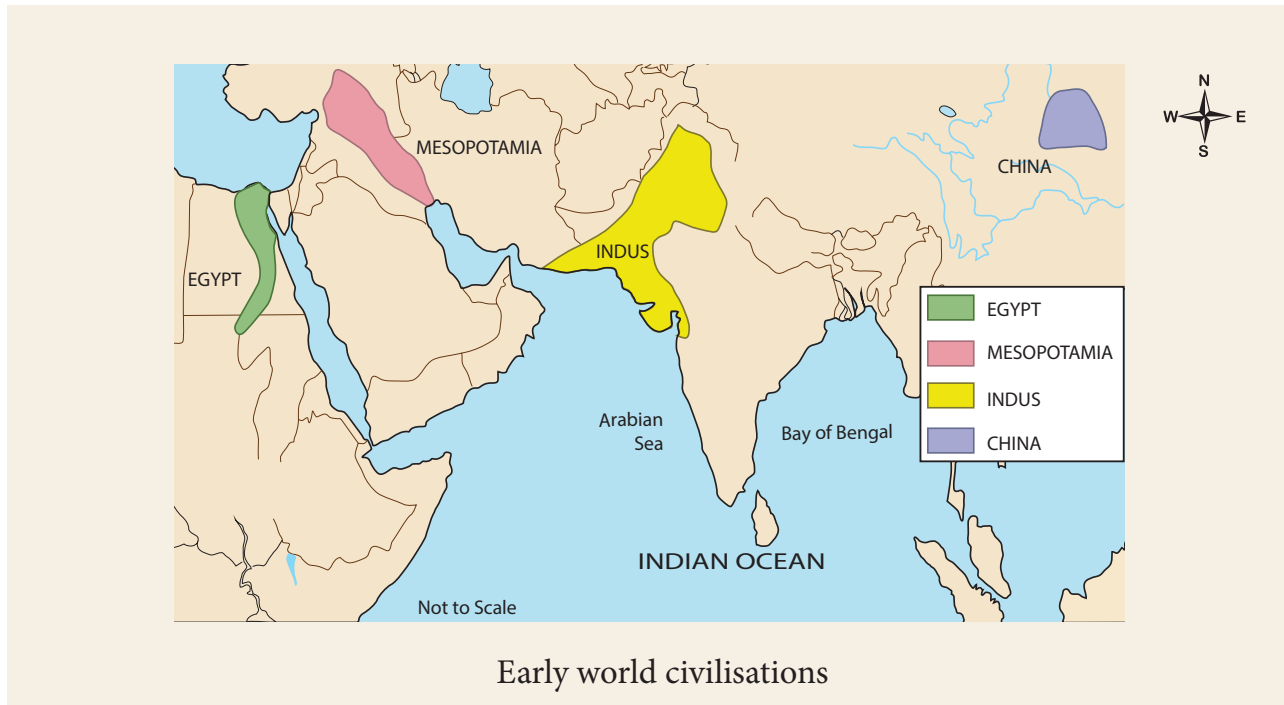 N
W E
S
MESOPOTAMIA
CHINA
INDUS
EGYPT
EGYPT
MESOPOTAMIA
INDUS
CHINA
Arabian
Sea
Bay of Bengal
INDIAN OCEAN
Not to Scale
Early world civilisations